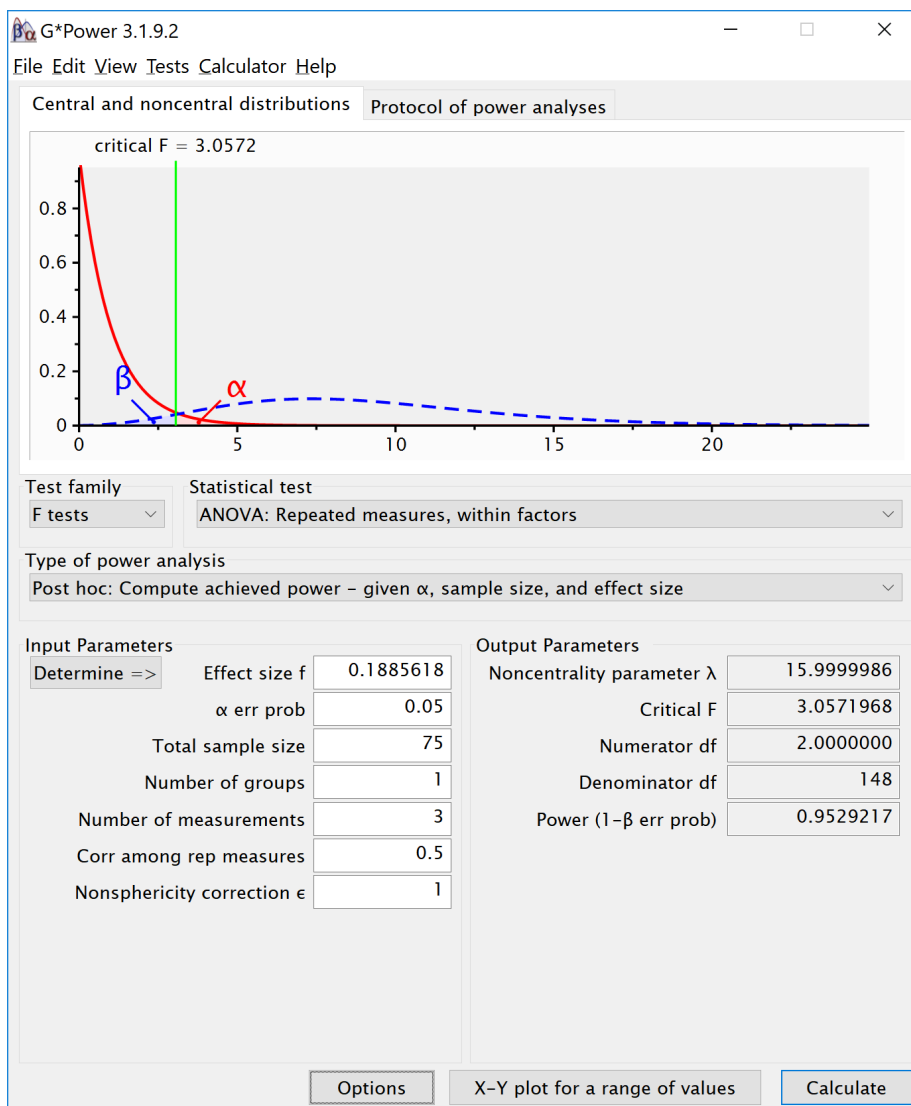 G*Power 3.1.9.2
File Edit View Tests Calculator Help
Central and noncentral distributions Protocol of power analyses
critical F = 3.0572
0.8
0.6
0.4
0.2
0
β
α
0 5 10 15 20
Test family Statistical test
F tests ANOVA: Repeated measures, within factors
Type of power analysis
Post hoc: Compute achieved power – given α, sample size, and effect size
Input Parameters
Determine => Effect size f 0.1885618
α err prob 0.05
Total sample size 75
Number of groups 1
Number of measurements 3
Corr among rep measures 0.5
Nonsphericity correction ϵ 1
Output Parameters
Noncentrality parameter λ 15.9999986
Critical F 3.0571968
Numerator df 2.0000000
Denominator df 148
Power (1–β err prob) 0.9529217
Options X–Y plot for a range of values Calculate